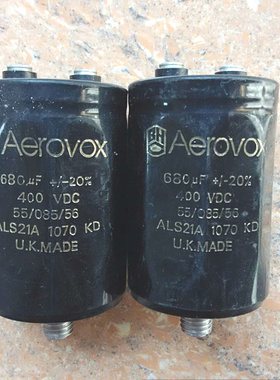 Aerovox
680µF +/-20%
400 VDC
55/085/56
ALS21A 1070 KD
U.K.MADE
Aerovox
680µF +/-20%
400 VDC
55/085/56
ALS21A 1070 KD
U.K.MADE